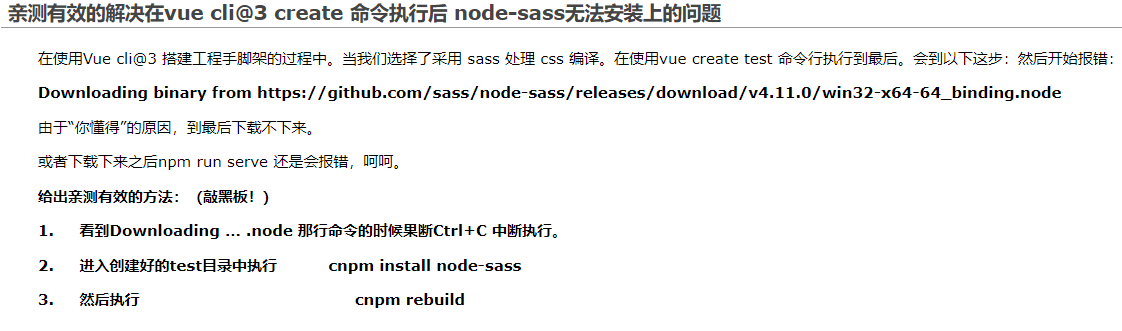 亲测有效的解决在vue cli@3 create 命令执行后 node-sass无法安装上的问题
在使用Vue cli@3 搭建工程手脚架的过程中。当我们选择了采用 sass 处理 css 编译。在使用vue create test 命令行执行到最后。会到以下这步：然后开始报错：
Downloading binary from https://github.com/sass/node-sass/releases/download/v4.11.0/win32-x64-64_binding.node
由于“你懂得”的原因，到最后下载不下来。
或者下载下来之后npm run serve 还是会报错，呵呵。
给出亲测有效的方法：（敲黑板！）
1. 看到Downloading ... .node 那行命令的时候果断Ctrl+C 中断执行。
2. 进入创建好的test目录中执行 cnpm install node-sass
3. 然后执行 cnpm rebuild